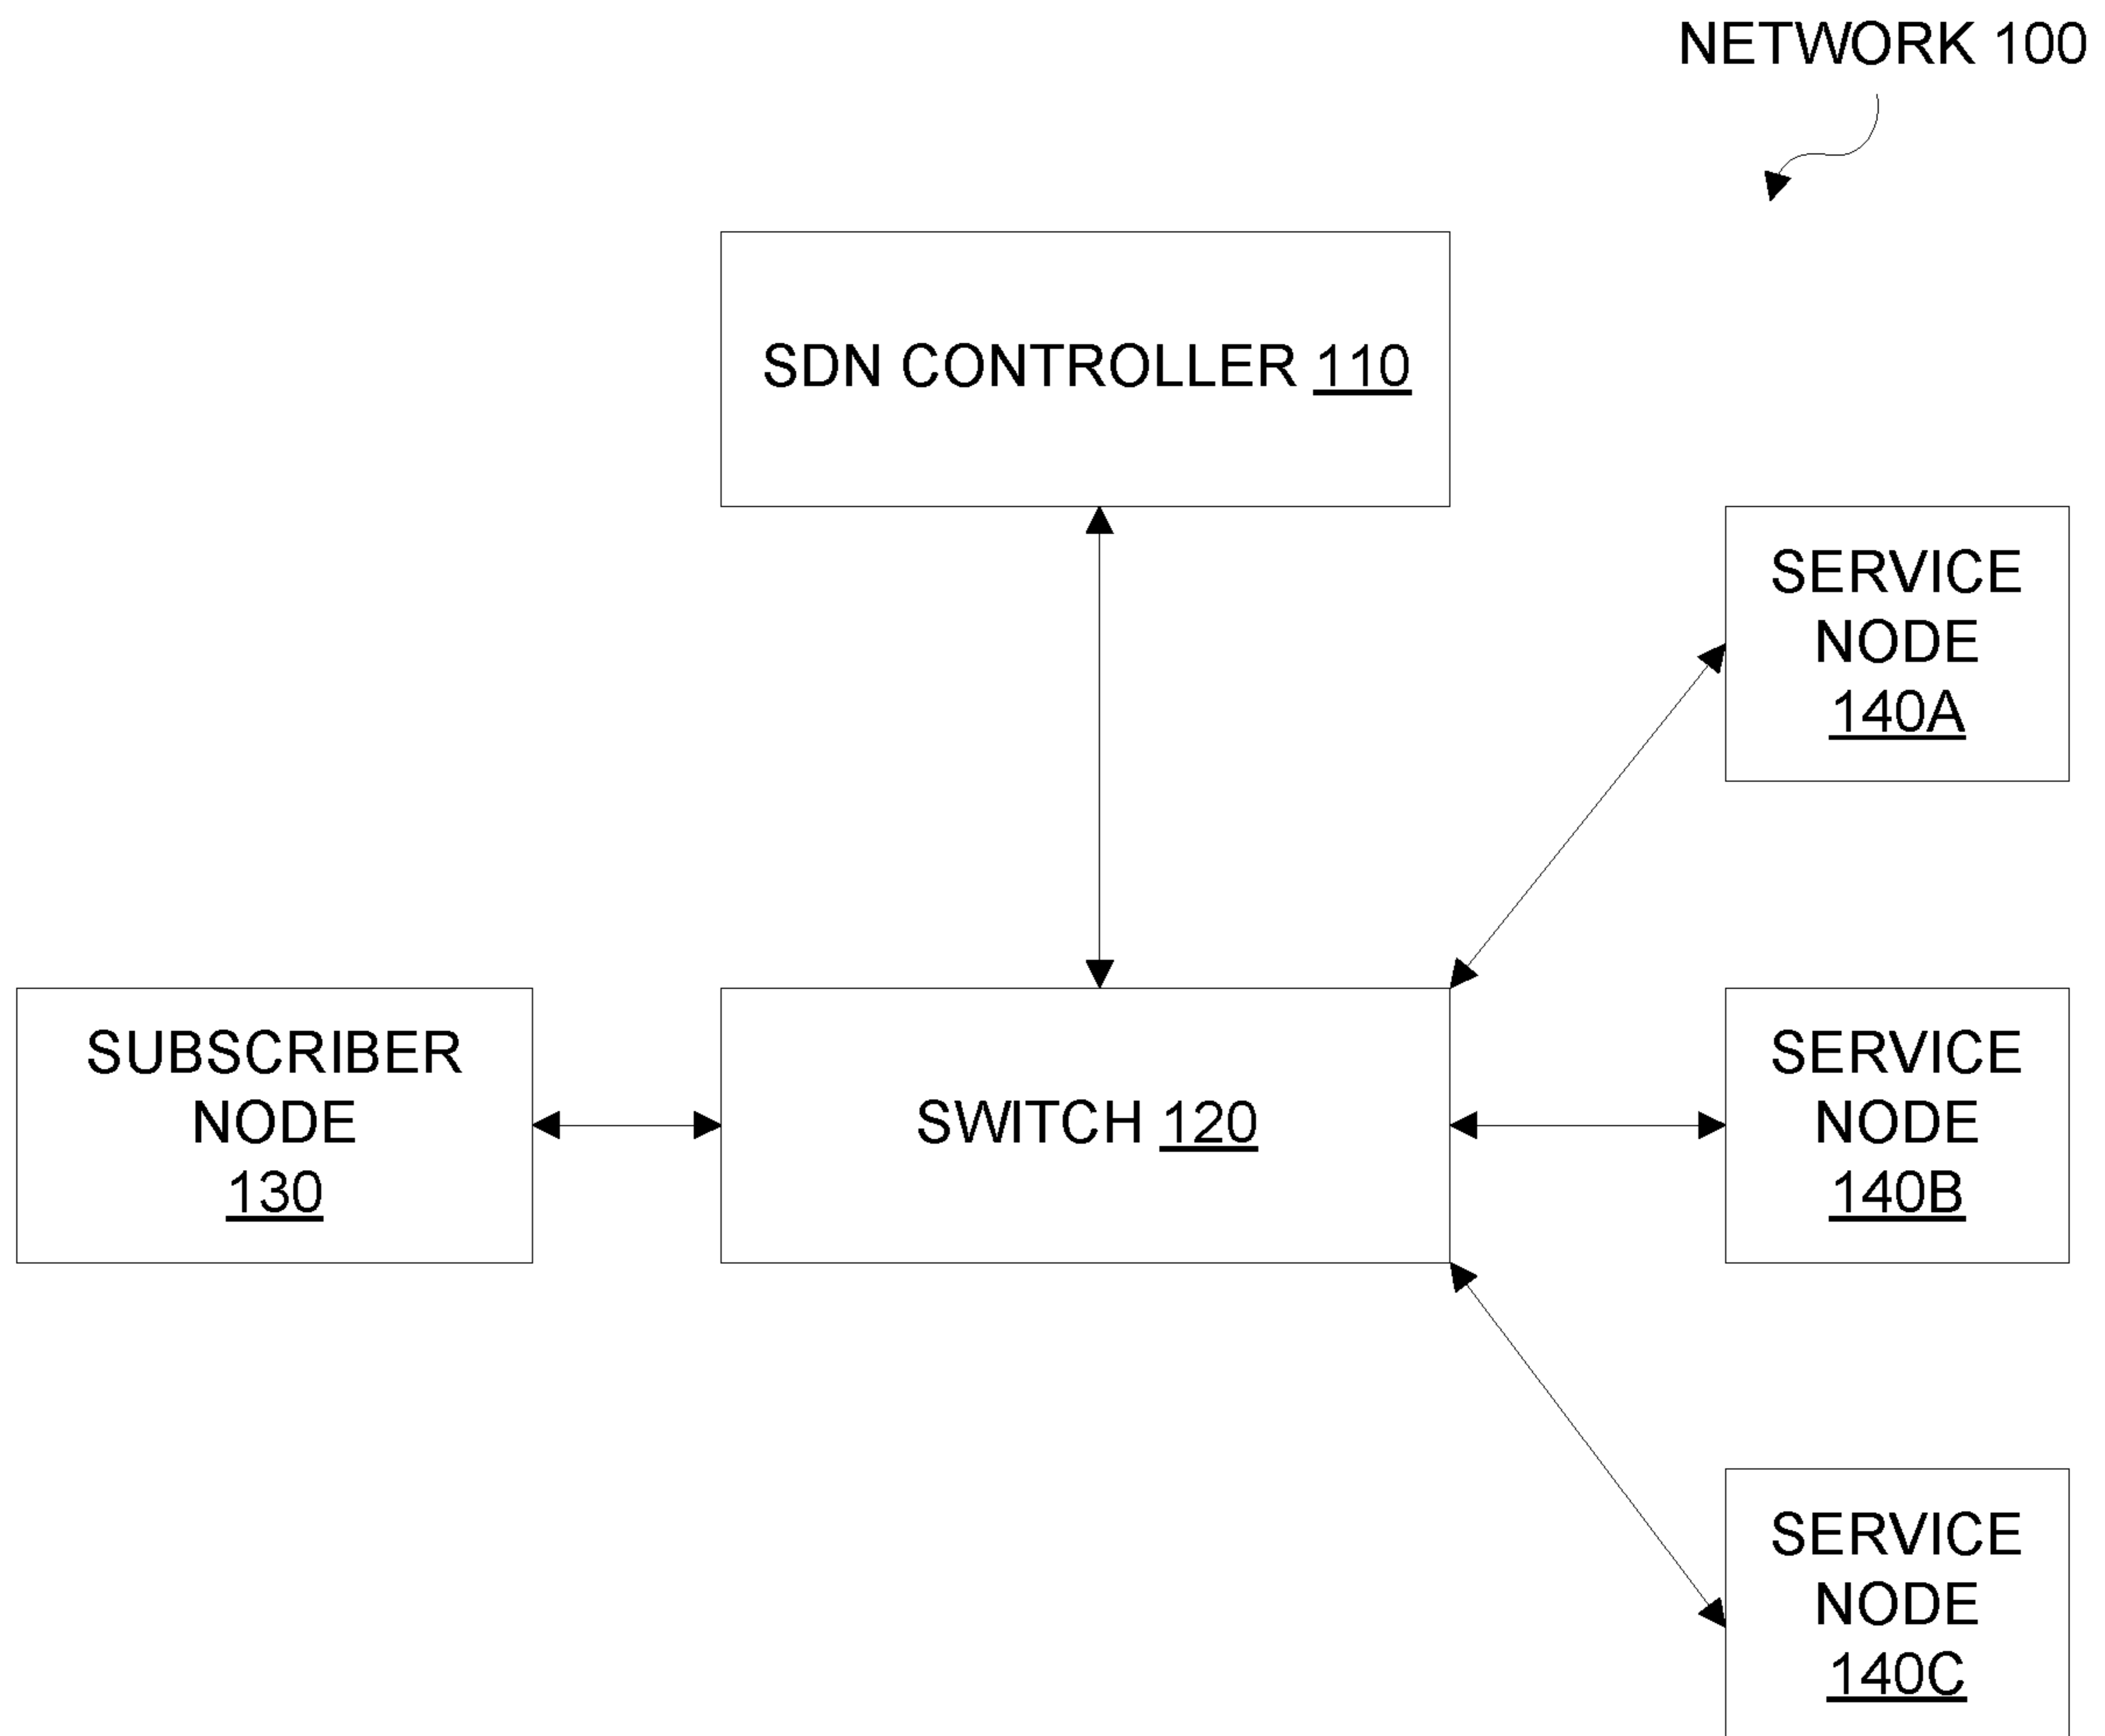 NETWORK 100
SDN CONTROLLER 110
SERVICE
NODE
140A
SUBSCRIBER
NODE
130
SWITCH 120
SERVICE
NODE
140B
SERVICE
NODE
140C